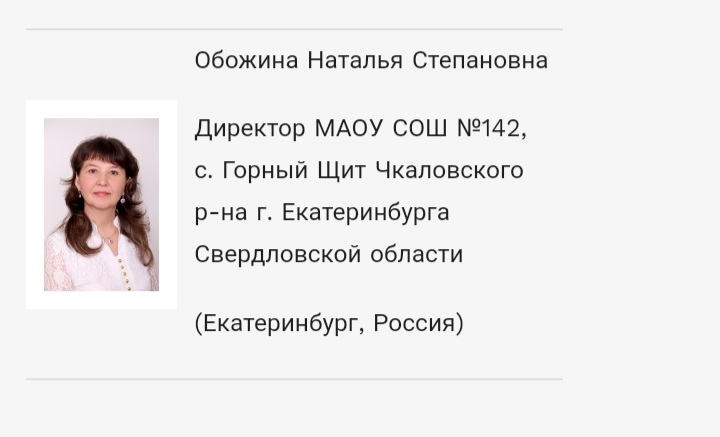 Обожина Наталья Степановна
Директор МАОУ СОШ №142,
с. Горный Щит Чкаловского
р-на г. Екатеринбурга
Свердловской области
(Екатеринбург, Россия)